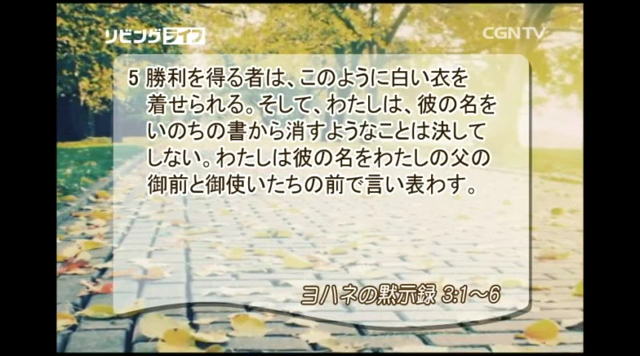 リビングライフ
CGNTV
5 勝利を得る者は、このように白い衣を
着せられる。そして、わたしは、彼の名を
いのちの書から消すようなことは決して
しない。わたしは彼の名をわたしの父の
御前と御使いたちの前で言い表わす。
ヨハネの黙示録 3:1～6